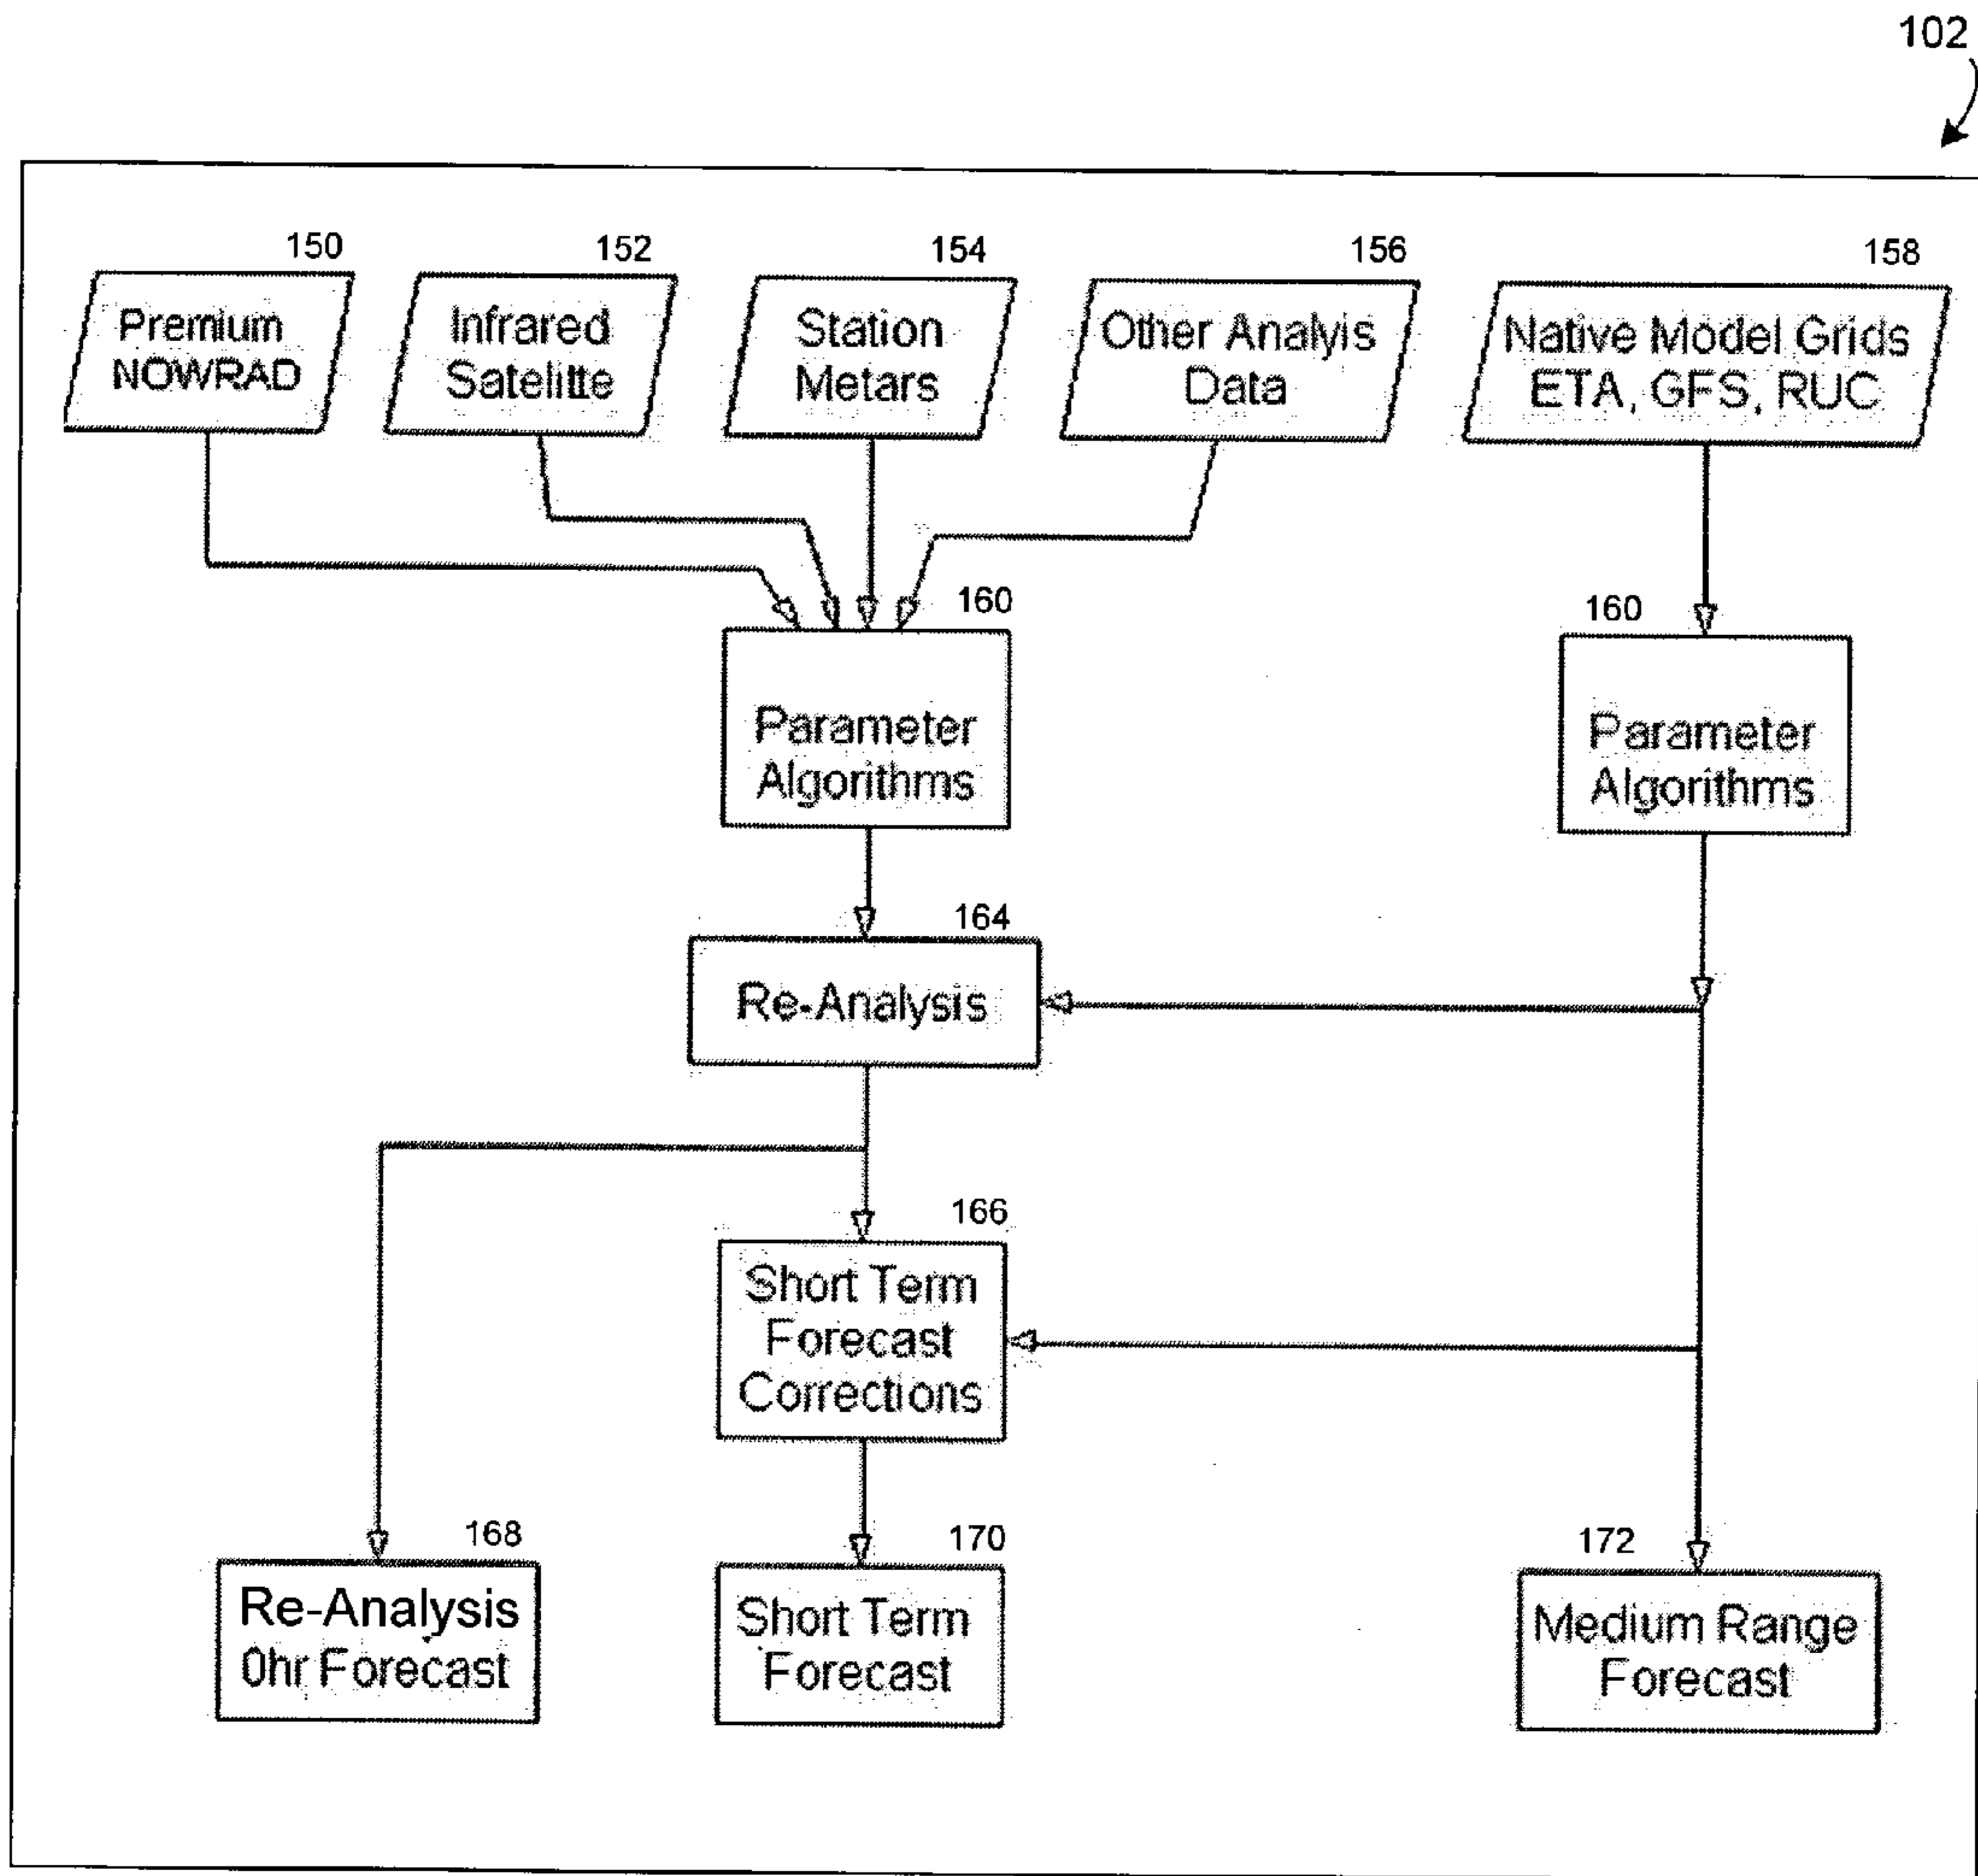 102
150
Premium
NOWRAD
152
Infrared
Satelitte
154
Station
Metars
156
Other Analyis
Data
158
Native Model Grids
ETA, GFS, RUC
160
Parameter
Algorithms
160
Parameter
Algorithms
164
Re-Analysis
166
Short Term
Forecast
Corrections
168
Re-Analysis
0hr Forecast
170
Short Term
Forecast
172
Medium Range
Forecast